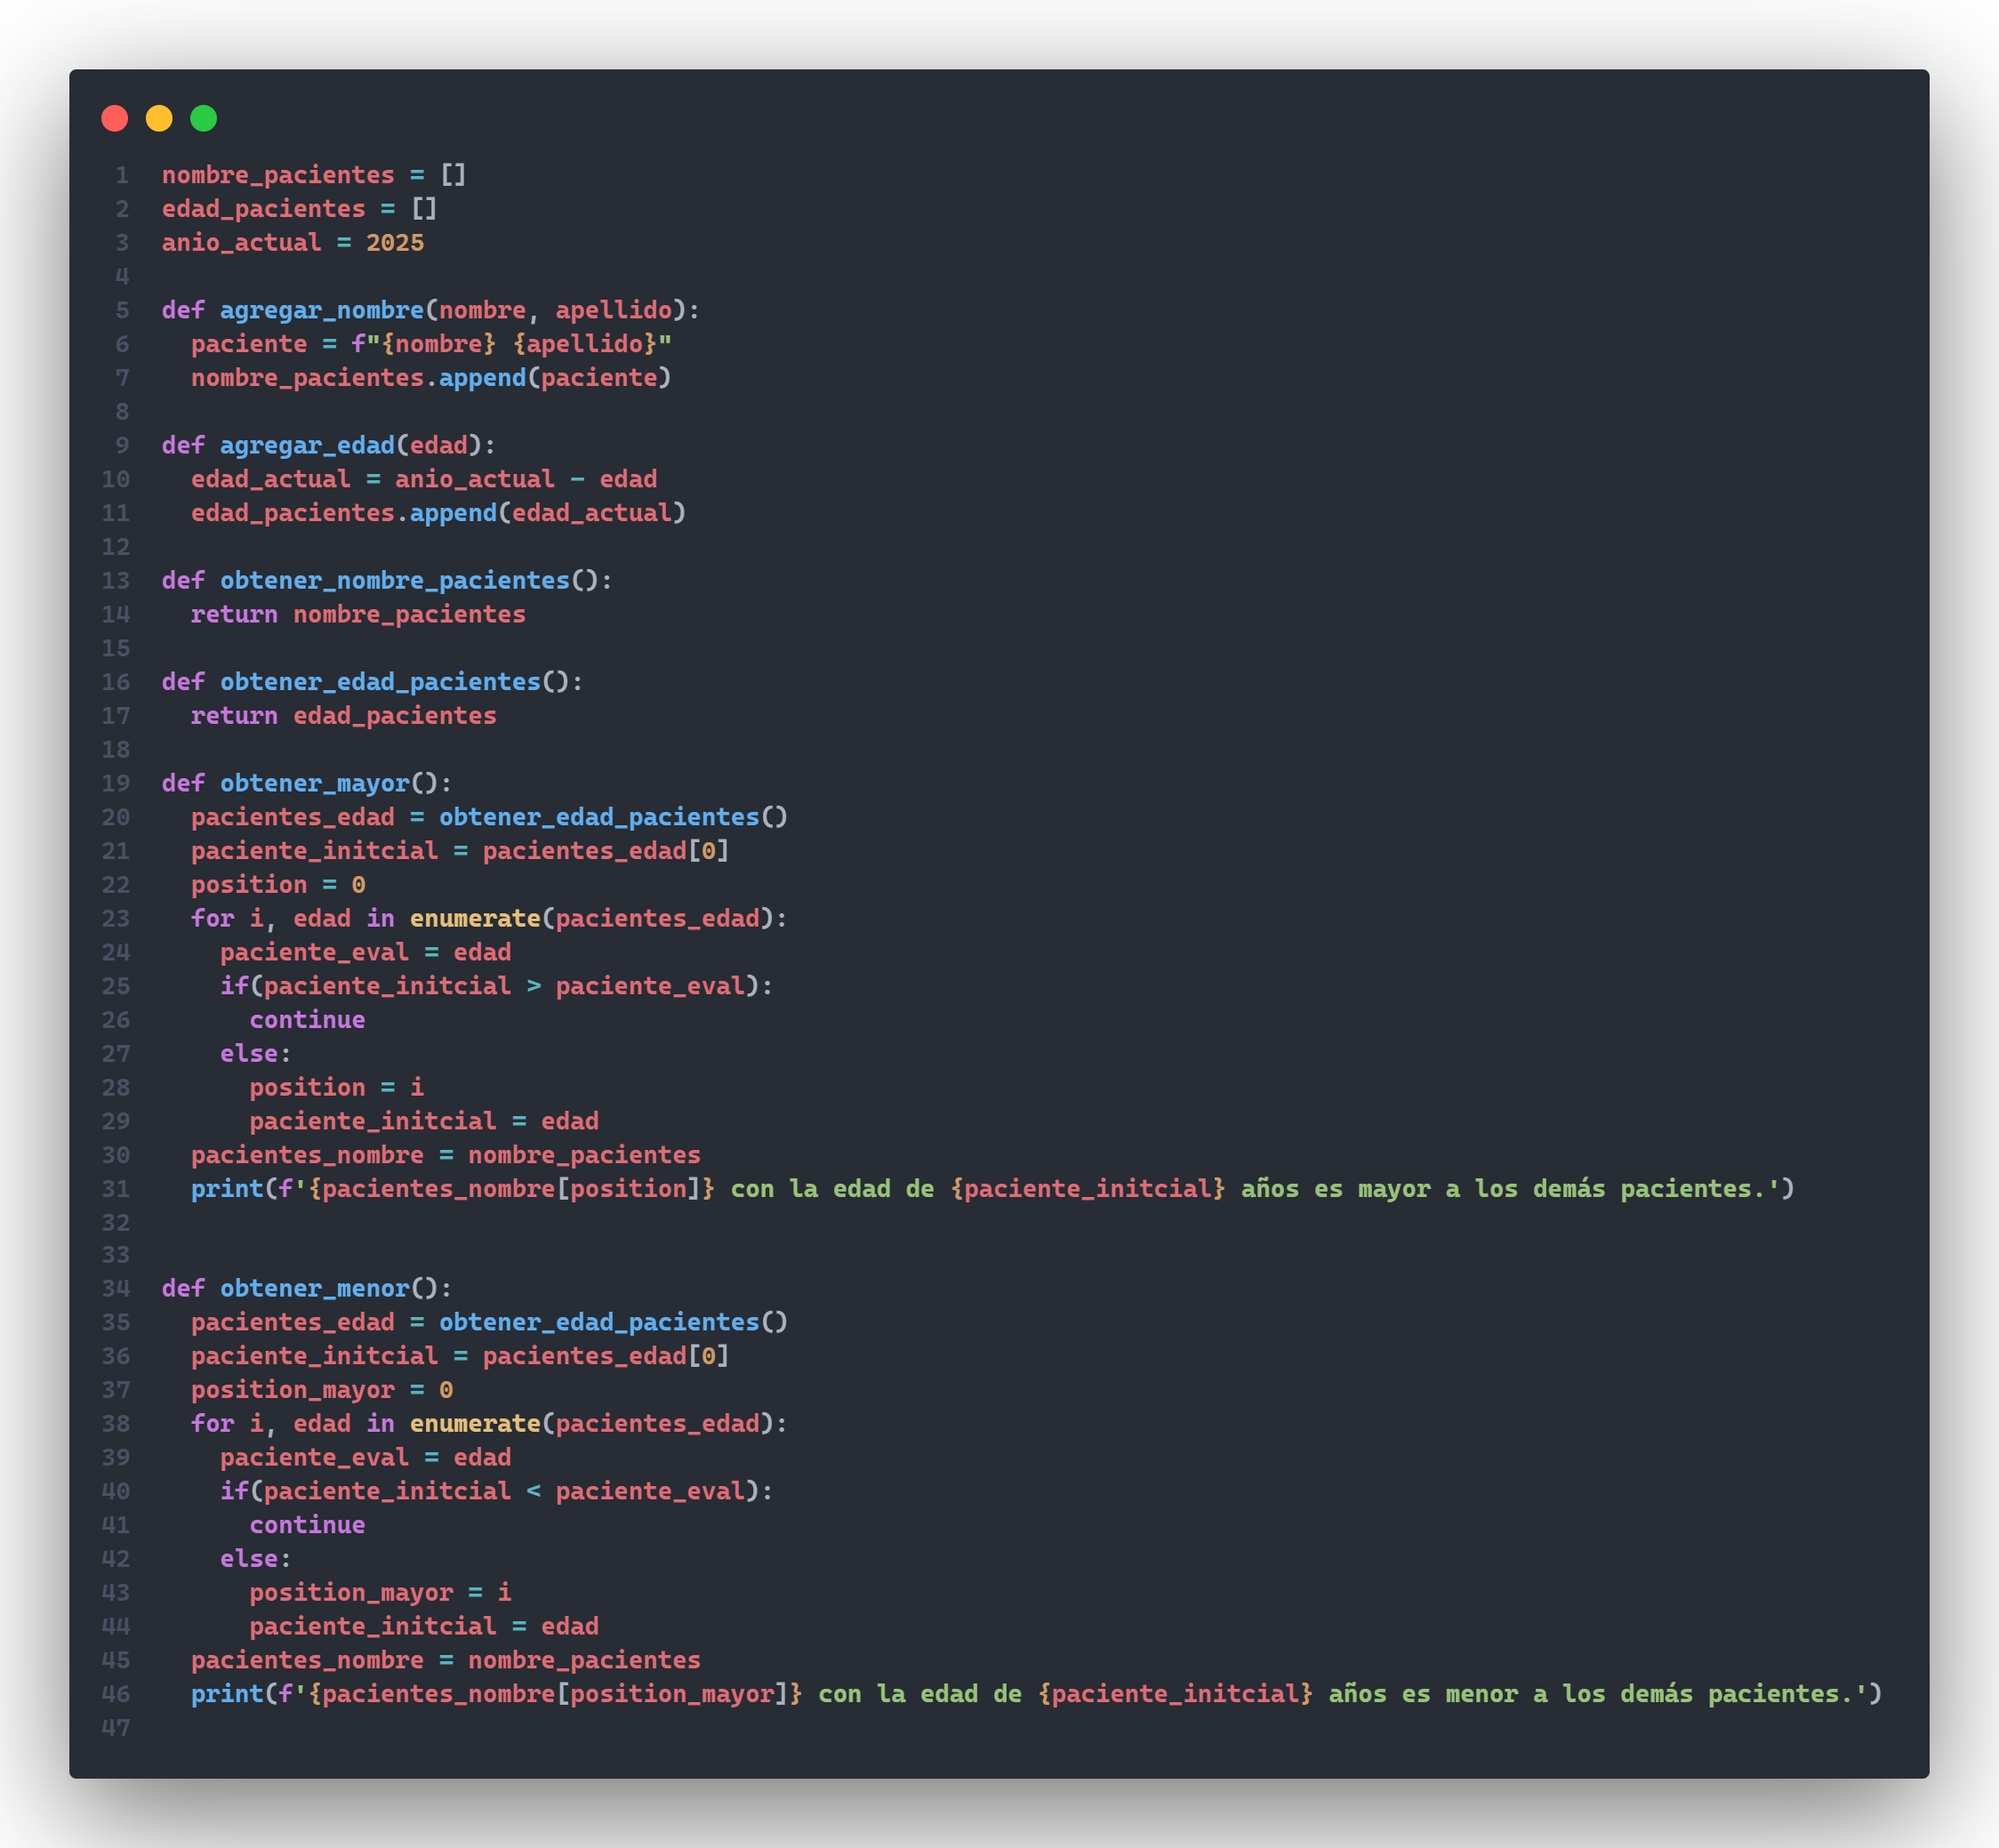 1 nombre_pacientes = []
2 edad_pacientes = []
3 anio_actual = 2025
4
5 def agregar_nombre(nombre, apellido):
6   paciente = f"{nombre} {apellido}"
7   nombre_pacientes.append(paciente)
8
9 def agregar_edad(edad):
10   edad_actual = anio_actual - edad
11   edad_pacientes.append(edad_actual)
12
13 def obtener_nombre_pacientes():
14   return nombre_pacientes
15
16 def obtener_edad_pacientes():
17   return edad_pacientes
18
19 def obtener_mayor():
20   pacientes_edad = obtener_edad_pacientes()
21   paciente_initcial = pacientes_edad[0]
22   position = 0
23   for i, edad in enumerate(pacientes_edad):
24     paciente_eval = edad
25     if(paciente_initcial > paciente_eval):
26       continue
27     else:
28       position = i
29       paciente_initcial = edad
30   pacientes_nombre = nombre_pacientes
31   print(f'{pacientes_nombre[position]} con la edad de {paciente_initcial} años es mayor a los demás pacientes.')
32
33
34 def obtener_menor():
35   pacientes_edad = obtener_edad_pacientes()
36   paciente_initcial = pacientes_edad[0]
37   position_mayor = 0
38   for i, edad in enumerate(pacientes_edad):
39     paciente_eval = edad
40     if(paciente_initcial < paciente_eval):
41       continue
42     else:
43       position_mayor = i
44       paciente_initcial = edad
45   pacientes_nombre = nombre_pacientes
46   print(f'{pacientes_nombre[position_mayor]} con la edad de {paciente_initcial} años es menor a los demás pacientes.')
47